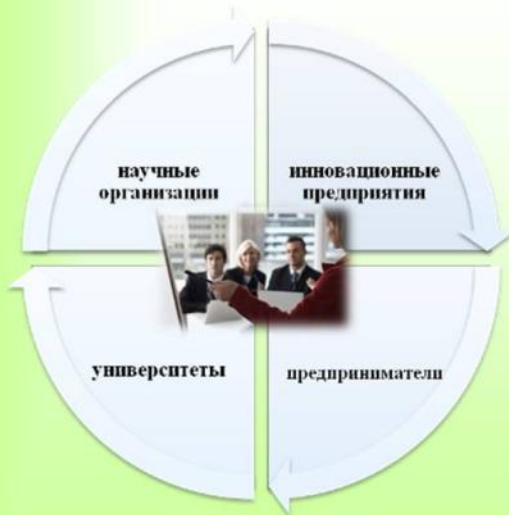 научные
организации
инновационные
предприятия
университеты
предприниматели